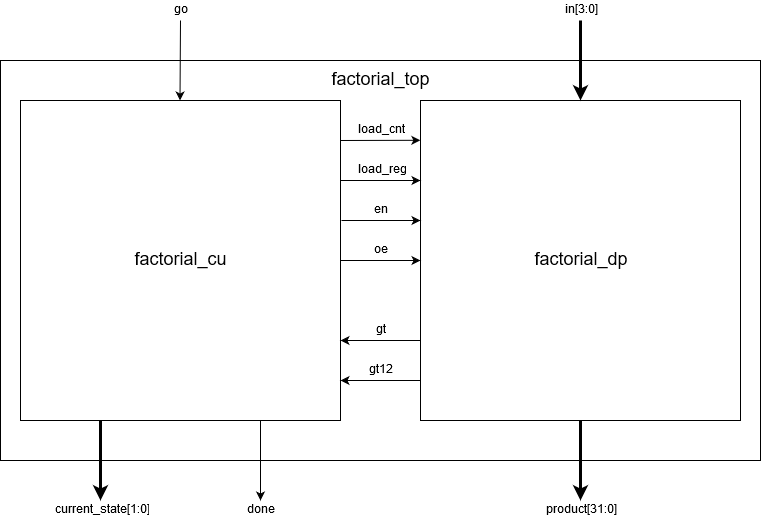 go
in[3:0]
factorial_top
load_cnt
load_reg
en
oe
factorial_cu
factorial_dp
gt
gt12
current_state[1:0]
done
product[31:0]